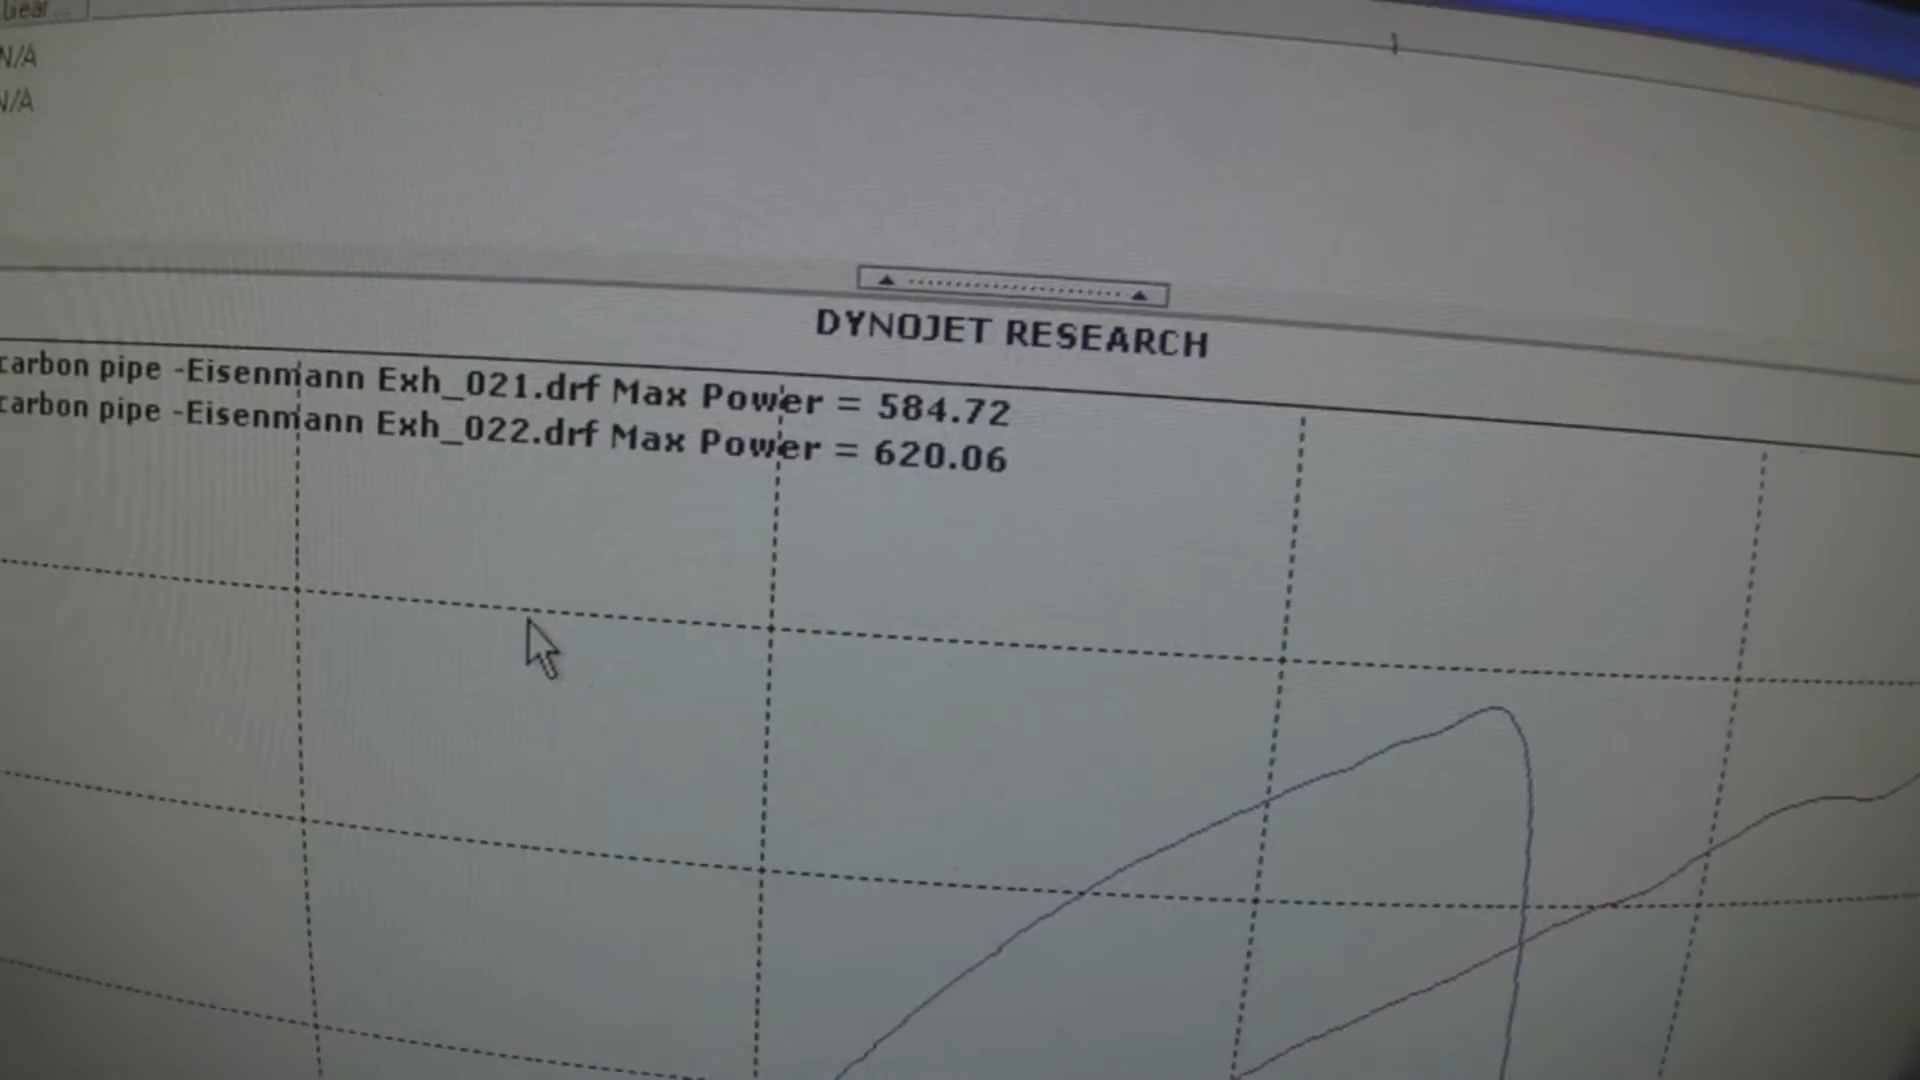 Gear...
N/A
N/A
DYNOJET RESEARCH
carbon pipe -Eisenmann Exh_021.drf Max Power = 584.72
carbon pipe -Eisenmann Exh_022.drf Max Power = 620.06